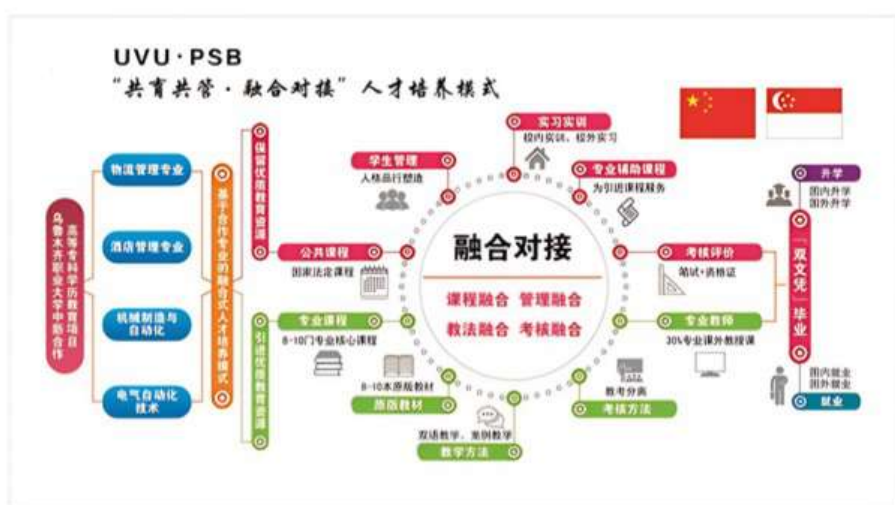 UVU·PSB
“共育共管·融合对接”人才培养模式
乌鲁木齐职业大学中新合作
高等专科学历教育项目
物流管理专业
酒店管理专业
机械制造与
自动化
电气自动化
技术
基于合作专业的融合式人才培养模式
保留优质教育资源
引进优质教育资源
实习实训
校内实训、校外实习
学生管理
人格品行塑造
专业辅助课程
为引进课程服务
公共课程
国家法定课程
考核评价
笔试+资格证
融合对接
课程融合 管理融合
教法融合 考核融合
专业课程
8-10门专业核心课程
专业教师
30%专业课外教授课
8-10本原版教材
原版教材
双语教学、案例教学
教学方法
教考分离
考核方法
“双文凭”毕业
升学
国内升学
国外升学
国内就业
国外就业
就业